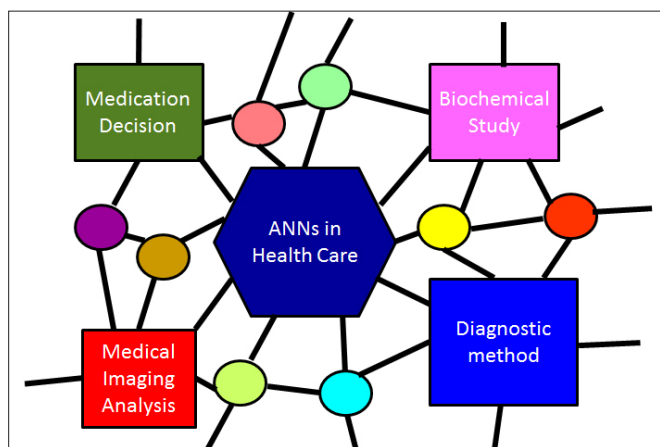 Medication
Decision
Biochemical
Study
ANNs in
Health Care
Medical
Imaging
Analysis
Diagnostic
method